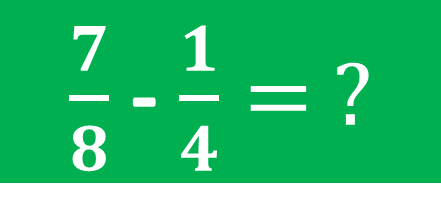 7/8 - 1/4 = ?